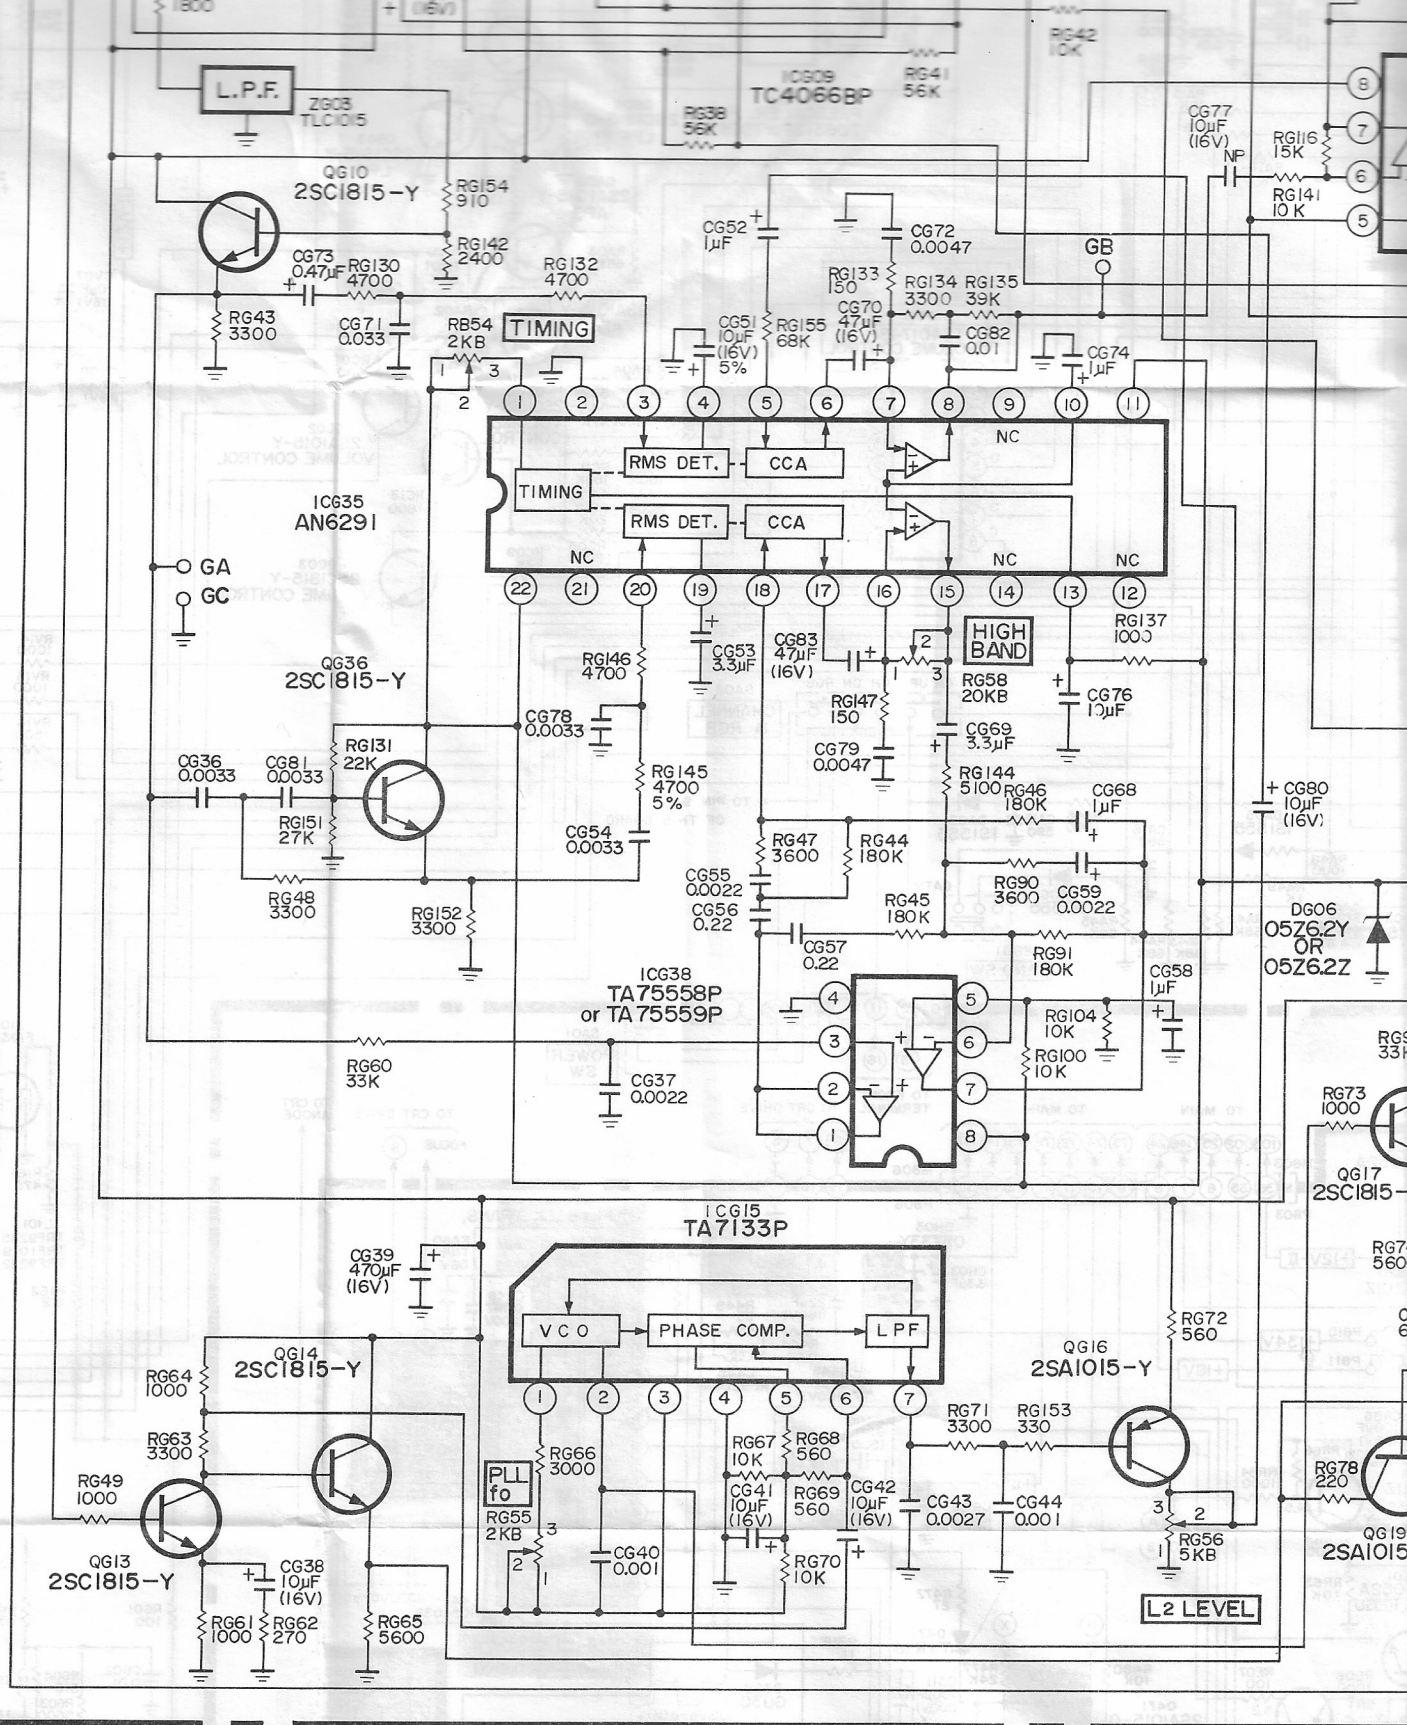 1800
+ (16V)
RG42
10K
L.P.F.
ZG03
TLC1015
ICG09
TC4066BP
RG41
56K
RG38
56K
8
CG77
10µF
(16V)
NP
RG116
15K
7
6
RG141
10K
5
QG10
2SC1815-Y
RG154
910
RG142
2400
CG52
1µF
+
CG72
0.0047
GB
CG73
0.47µF
+
RG130
4700
RG132
4700
RG133
150
RG134
3300
RG135
39K
RG43
3300
CG71
0.033
RB54
2KB
TIMING
CG51
10µF
(16V)
5%
+
RG155
68K
CG70
47µF
(16V)
+
CG82
0.01
CG74
1µF
+
1 3
2
1 2 3 4 5 6 7 8 9 10 11
NC
RMS DET.
CCA
- +
TIMING
RMS DET.
CCA
- +
NC NC NC
22 21 20 19 18 17 16 15 14 13 12
ICG35
AN6291
GA
GC
QG36
2SC1815-Y
RG146
4700
+
CG53
3.3µF
CG83
47µF
(16V)
+
2
1 3
HIGH
BAND
RG58
20KB
RG137
1000
+
CG76
10µF
CG78
0.0033
RG147
150
CG79
0.0047
CG69
3.3µF
+
CG36
0.0033
CG81
0.0033
RG131
22K
RG145
4700
5%
RG144
5100
RG46
180K
CG68
1µF
+
+
CG80
10µF
(16V)
RG151
27K
CG54
0.0033
RG47
3600
RG44
180K
CG55
0.0022
RG90
3600
CG59
0.0022
+
RG48
3300
RG152
3300
CG56
0.22
RG45
180K
CG57
0.22
RG91
180K
DG06
05Z6.2Y
OR
05Z6.2Z
ICG38
TA75558P
or TA75559P
CG58
1µF
+
4 5
3 6
2 7
1 8
+ -
- +
RG104
10K
RG100
10K
RG60
33K
CG37
0.0022
33K
RG73
1000
QG17
2SC1815-
ICG15
TA7133P
CG39
470µF
(16V)
+
560
VCO
PHASE COMP.
LPF
RG72
560
QG14
2SC1815-Y
QG16
2SA1015-Y
RG64
1000
1 2 3 4 5 6 7
RG63
3300
RG71
3300
RG153
330
RG66
3000
RG67
10K
RG68
560
RG49
1000
PLL
fo
RG55
2KB
3
2
1
CG41
10µF
(16V)
+
RG69
560
CG42
10µF
(16V)
+
CG43
0.0027
CG44
0.001
RG78
220
3
2
1
RG56
5KB
QG19
2SA1015
QG13
2SC1815-Y
+
CG38
10µF
(16V)
CG40
0.001
RG70
10K
L2 LEVEL
RG61
1000
RG62
270
RG65
5600